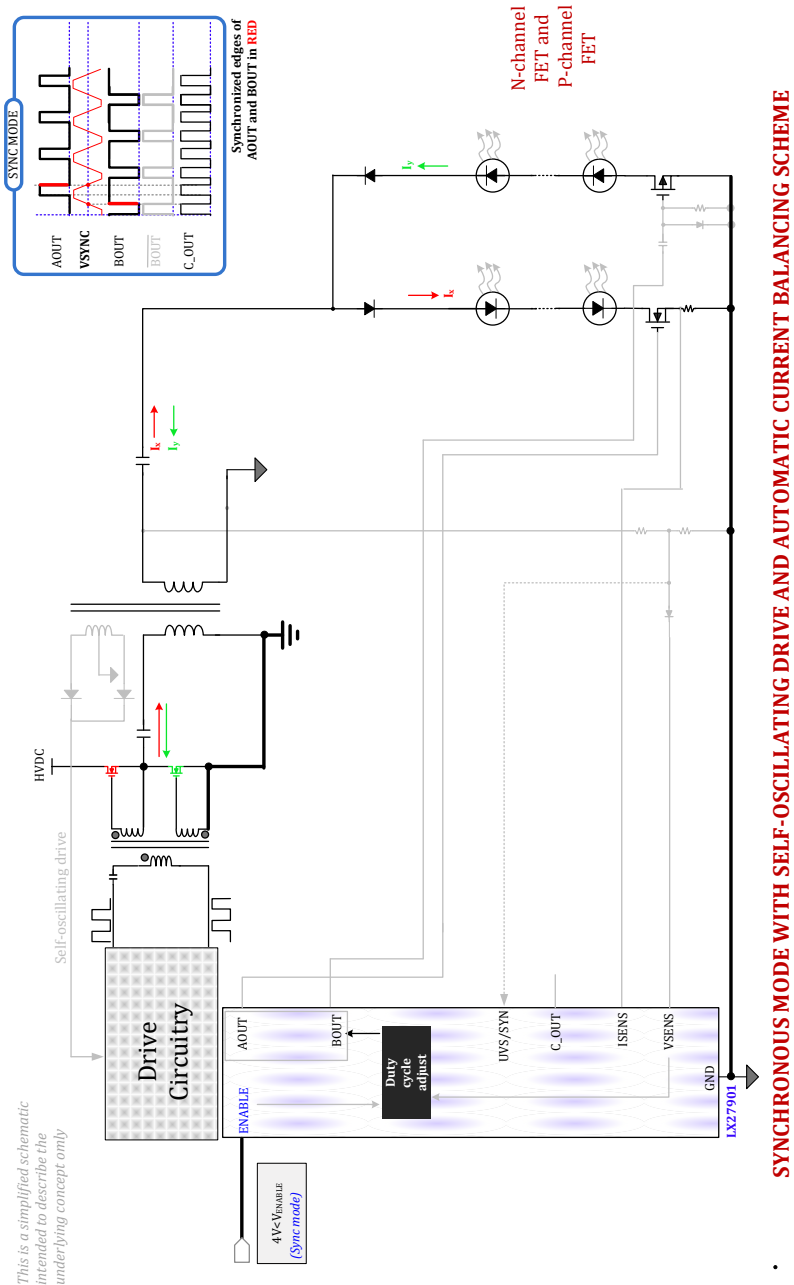 This is a simplified schematic
intended to describe the
underlying concept omly
SYNC MODE
AOUT
VSYNC
BOUT
BOUT
C_OUT
Synchronized edges of
AOUT and BOUT in RED
N-channel
FET and
P-channel
FET
HVDC
Self-oscillating drive
Drive
Circuitry
Ix
Iy
Ix
Iy
4V<VENABLE
(Sync mode)
ENABLE
AOUT
BOUT
Duty
cycle
adjust
UVS/SYN
C_OUT
ISENS
VSENS
GND
LX27901
SYNCHRONOUS MODE WITH SELF-OSCILLATING DRIVE AND AUTOMATIC CURRENT BALANCING SCHEME